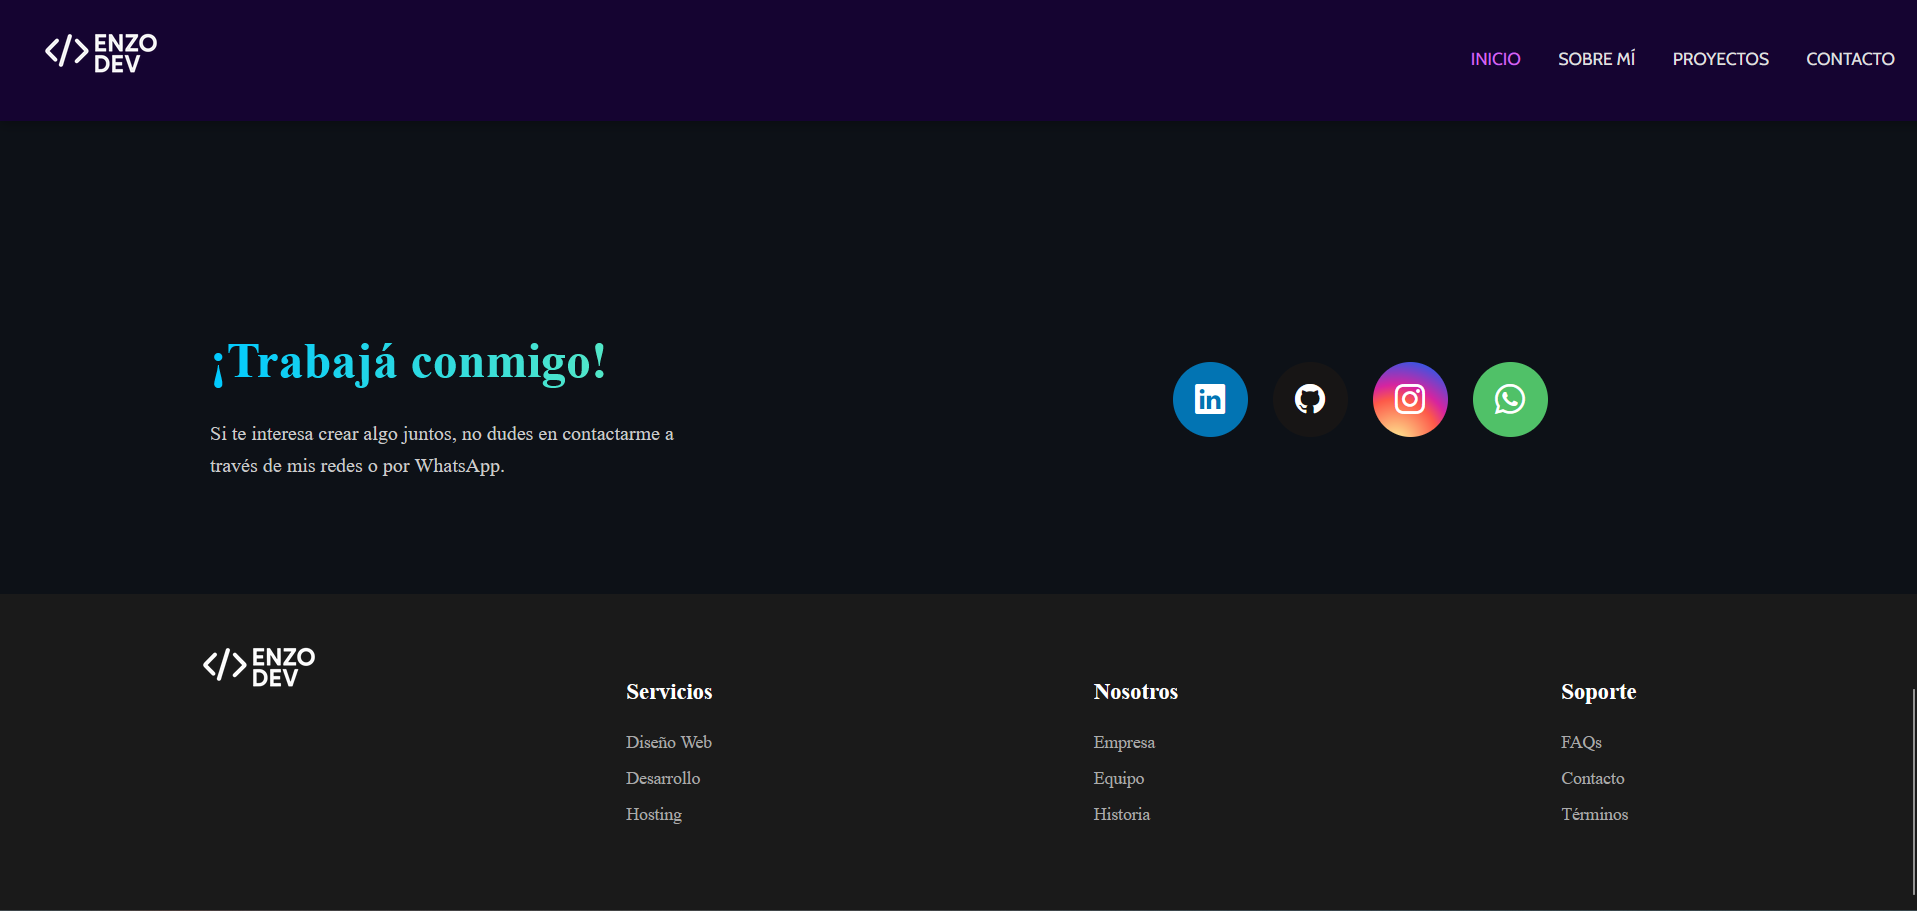 </> ENZO
DEV
INICIO SOBRE MÍ PROYECTOS CONTACTO
¡Trabajá conmigo!
Si te interesa crear algo juntos, no dudes en contactarme a
través de mis redes o por WhatsApp.
in
</> ENZO
DEV
Servicios
Diseño Web
Desarrollo
Hosting
Nosotros
Empresa
Equipo
Historia
Soporte
FAQs
Contacto
Términos